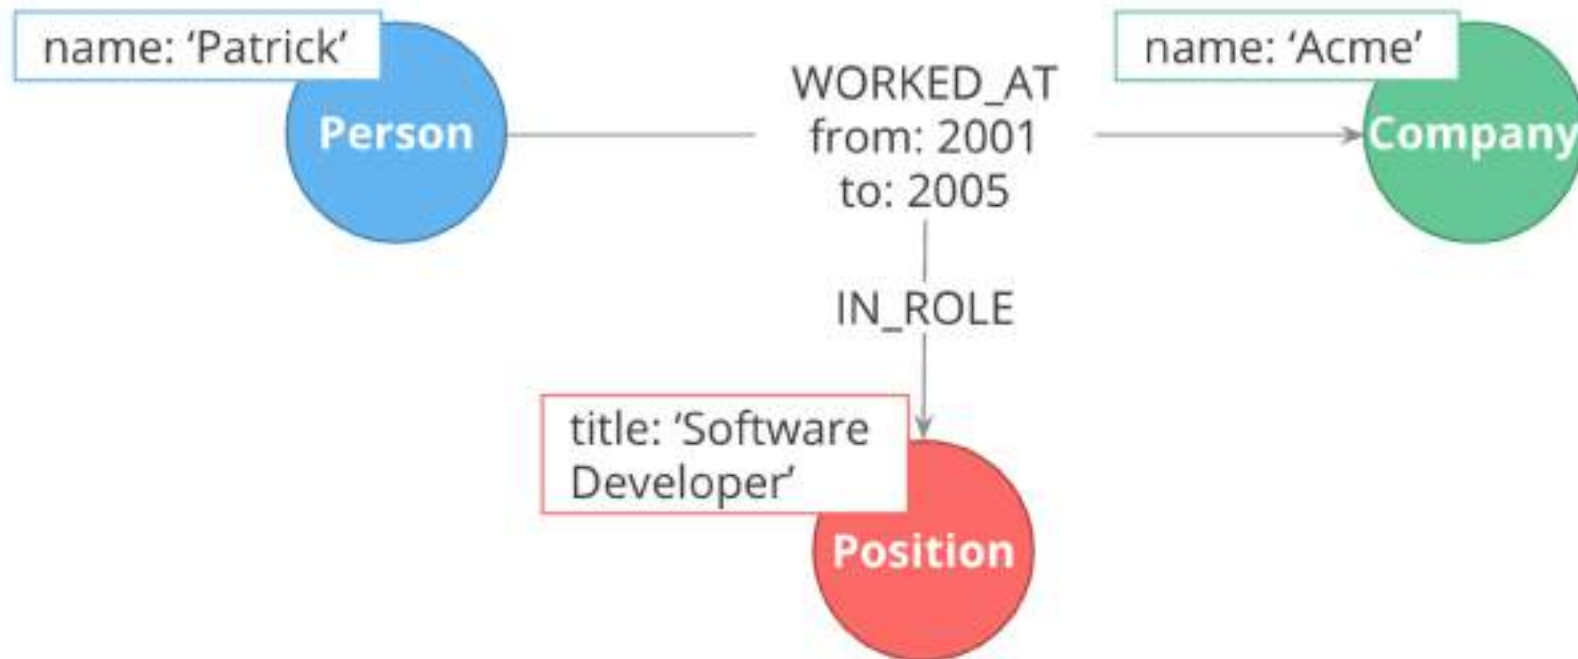 name: ‘Patrick’
Person
WORKED_AT
from: 2001
to: 2005
name: ‘Acme’
Company
IN_ROLE
title: ‘Software
Developer’
Position